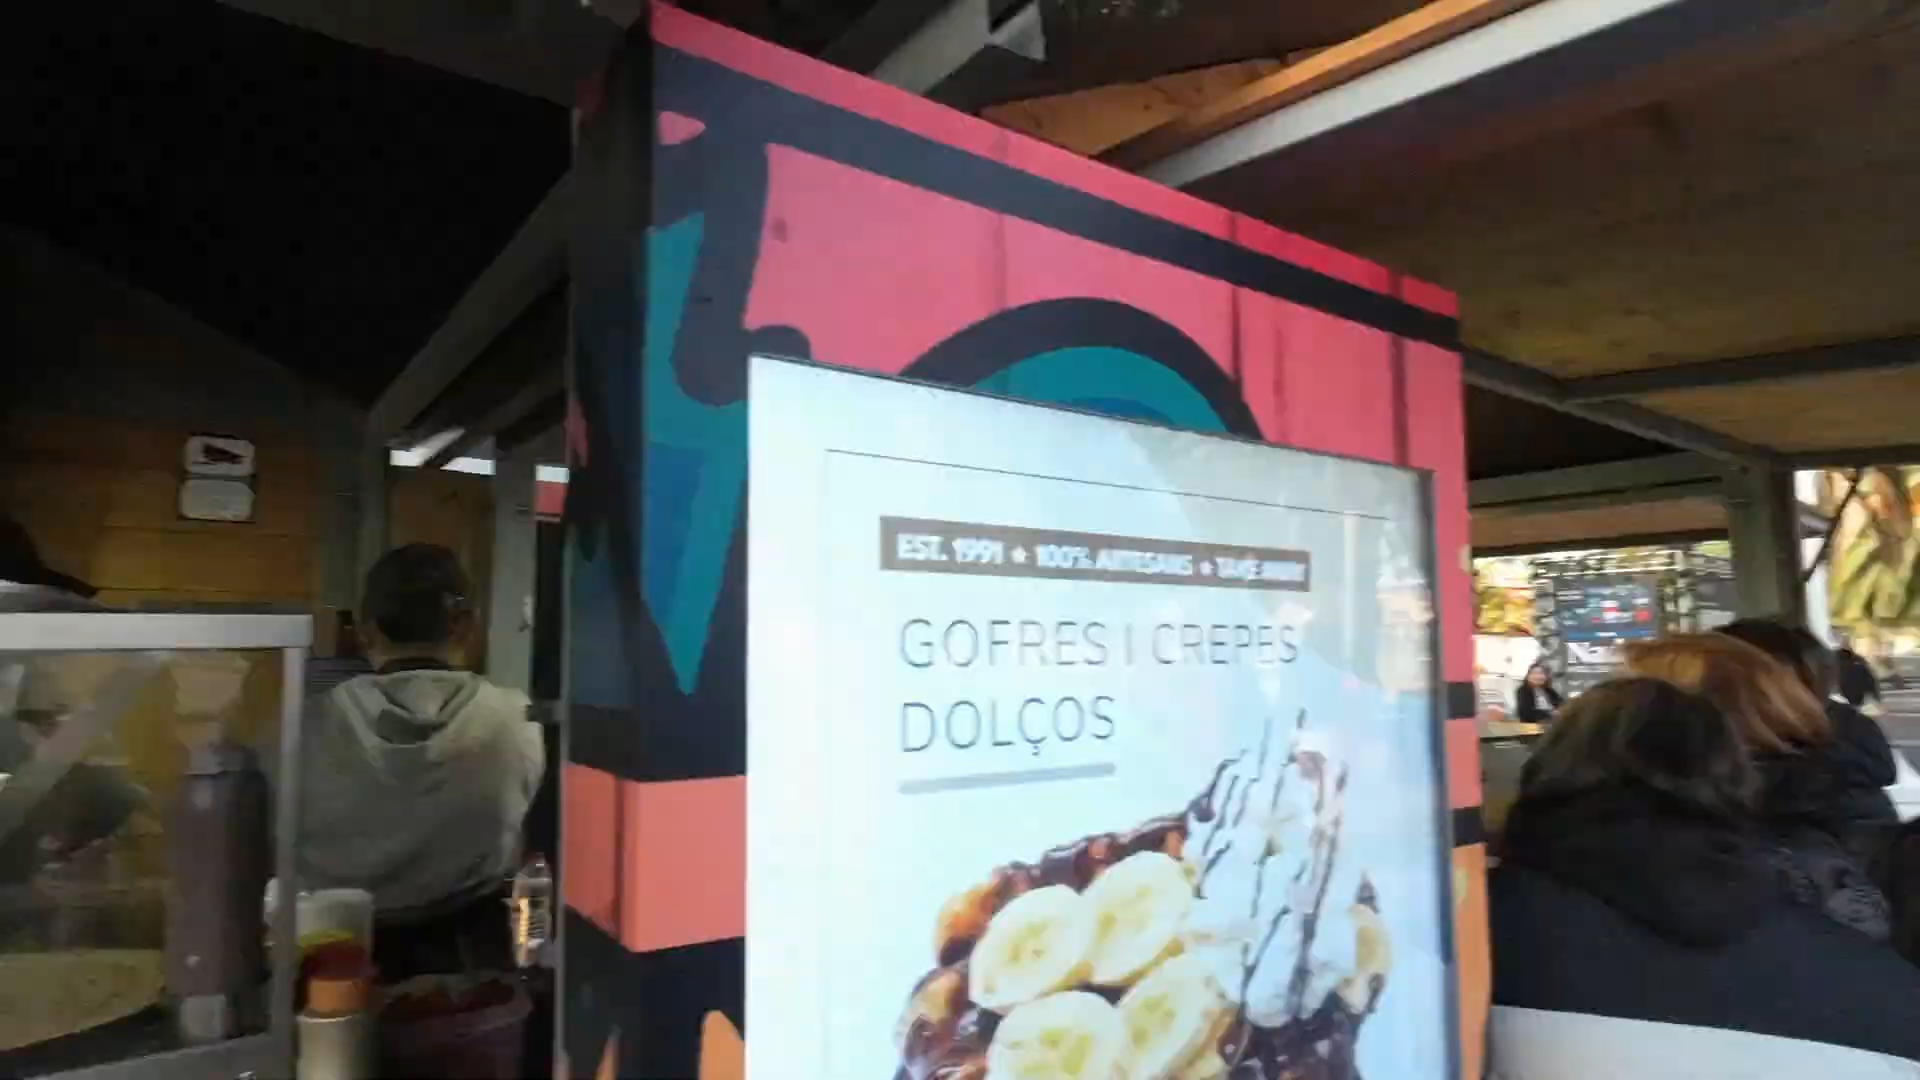 EST. 1991 ★ 100% ARTESANS ★ TAKE AWAY
GOFRES I CREPES
DOLÇOS